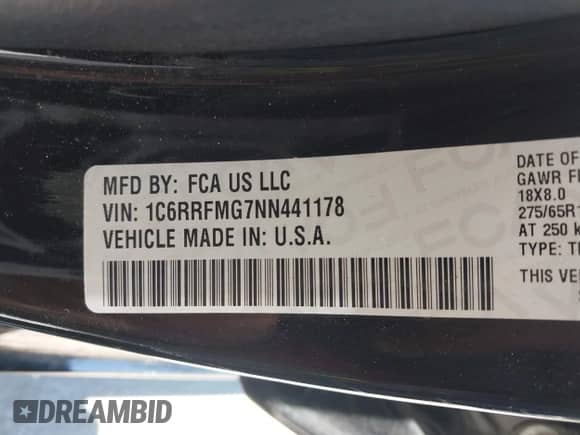 MFD BY: FCA US LLC
VIN: 1C6RRFMG7NN441178
VEHICLE MADE IN: U.S.A.
DATE OF
GAWR
18X8.0
275/65R1
AT 250
TYPE:
THIS
DREAMBID